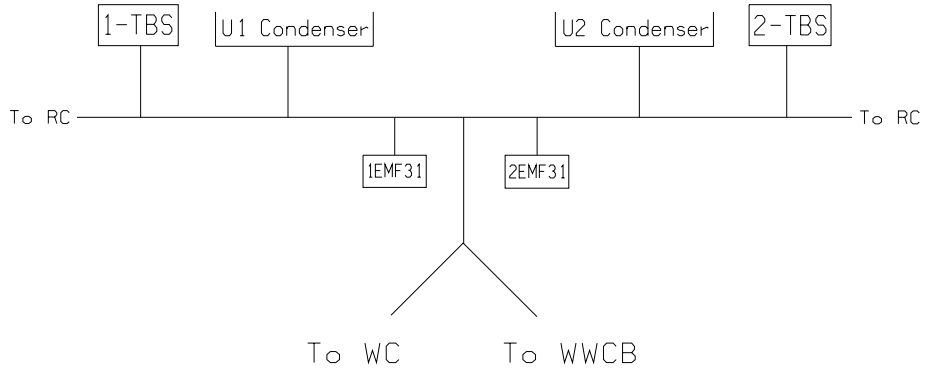 1-TBS
U1 Condenser
U2 Condenser
2-TBS
To RC
To RC
1EMF31
2EMF31
To WC
To WWCB